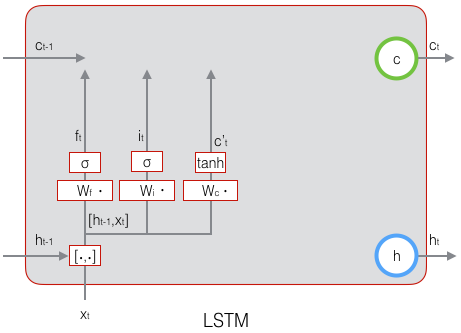 ct-1
c
ct
ft
it
c't
σ
σ
tanh
Wf ·
Wi ·
Wc ·
[ht-1,xt]
ht-1
[.,.]
h
ht
xt
LSTM